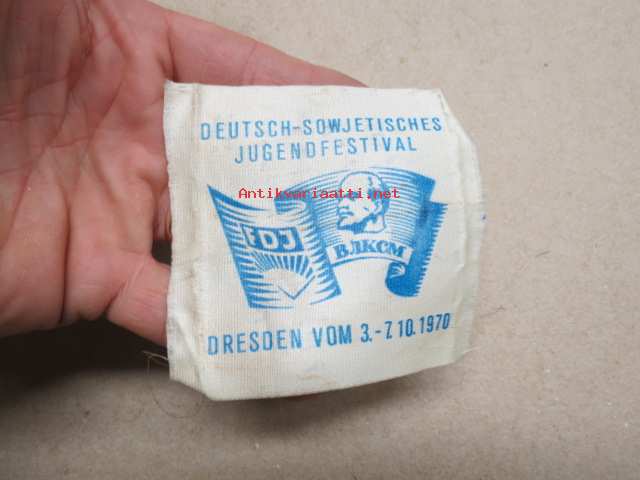 DEUTSCH-SOWJETISCHES
JUGENDFESTIVAL
Antikvariaatti.net
FDJ
ВЛКСМ
DRESDEN VOM 3.-7.10.1970